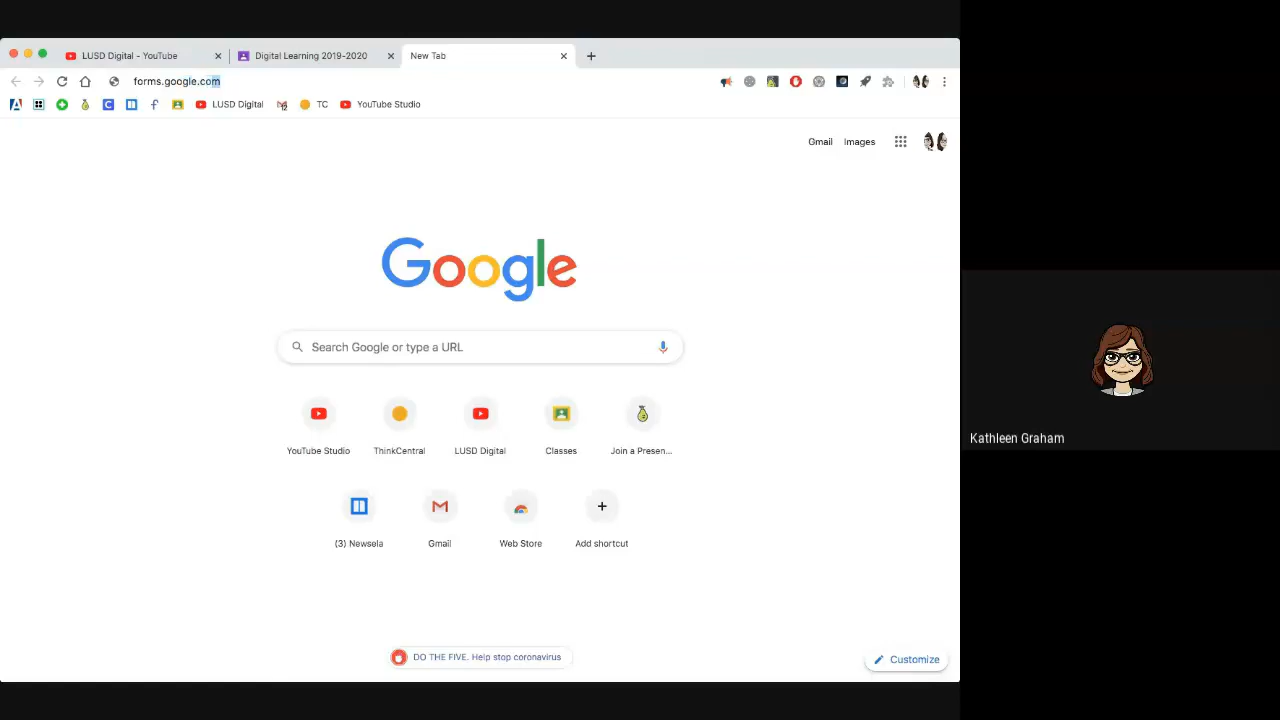 LUSD Digital - YouTube
Digital Learning 2019-2020
New Tab
forms.google.com
LUSD Digital
TC
YouTube Studio
Gmail
Images
Google
Search Google or type a URL
YouTube Studio
ThinkCentral
LUSD Digital
Classes
Join a Presen...
(3) Newsela
Gmail
Web Store
Add shortcut
Kathleen Graham
DO THE FIVE. Help stop coronavirus
Customize